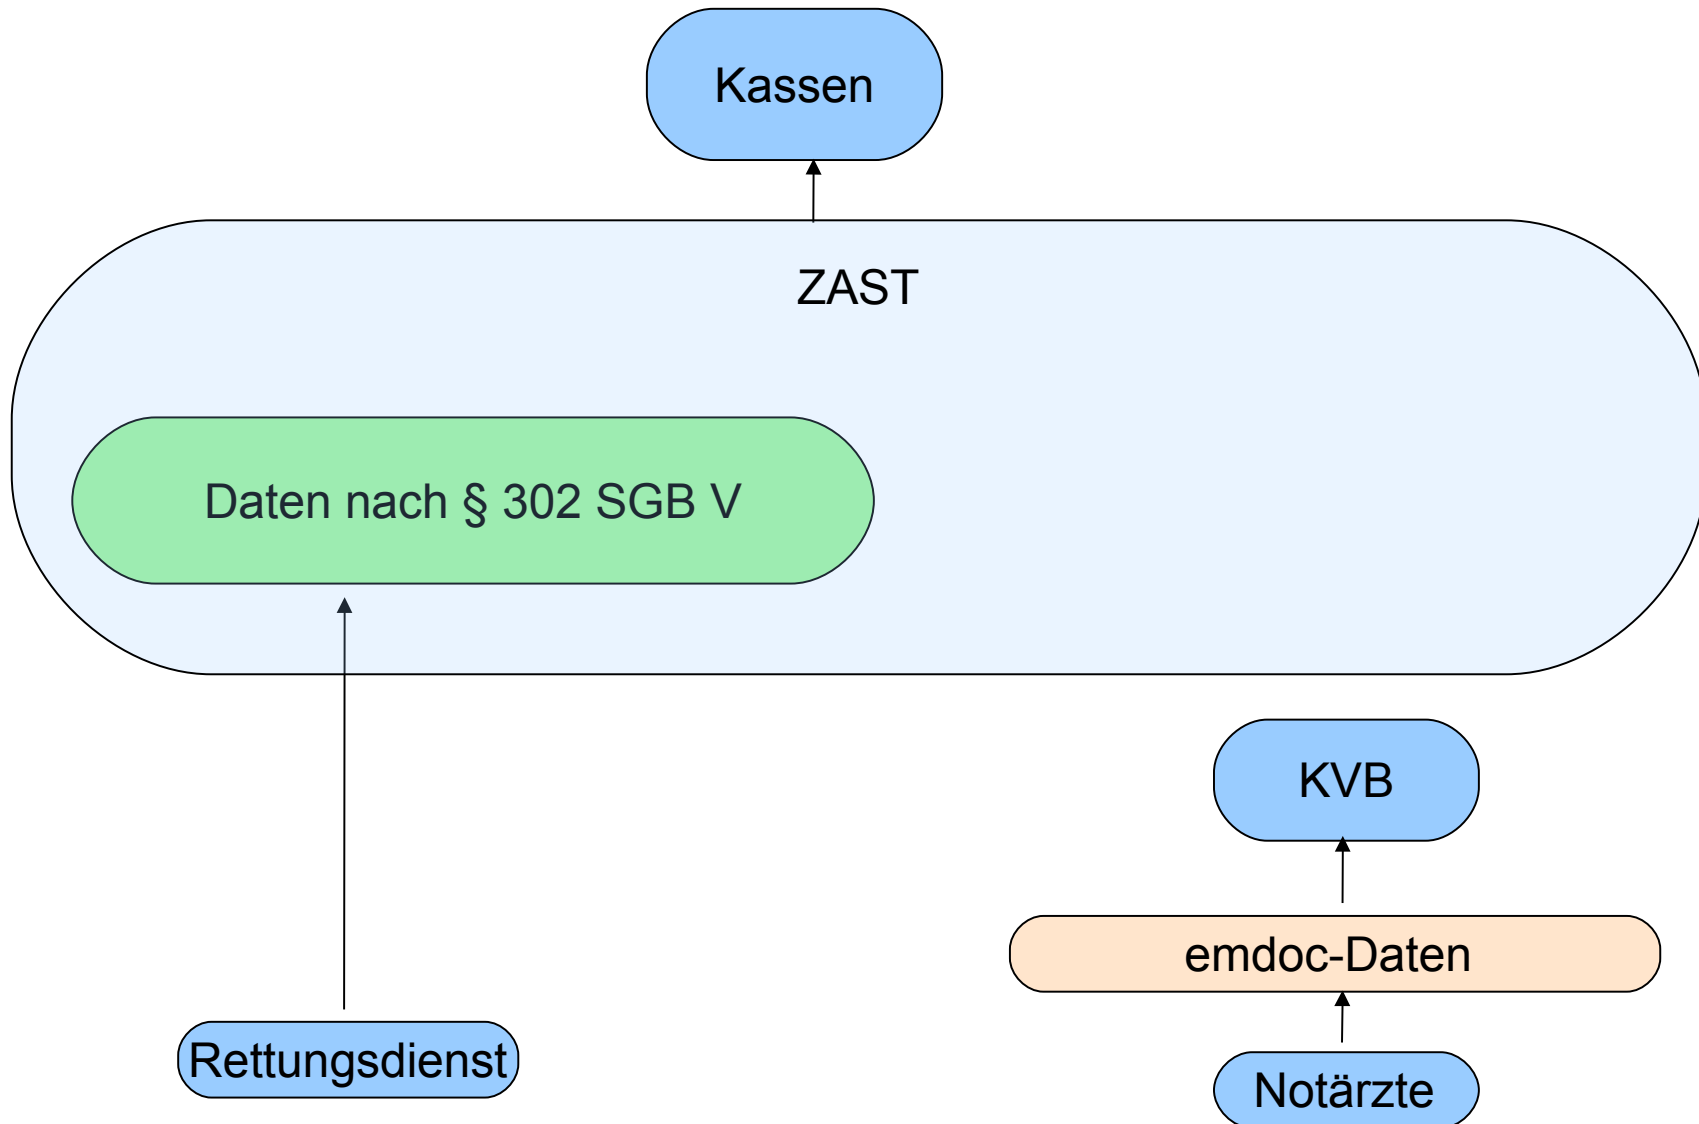 Kassen
ZAST
Daten nach § 302 SGB V
KVB
emdoc-Daten
Rettungsdienst
Notärzte